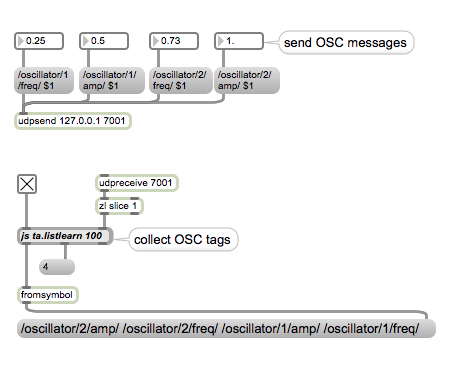 0.25
0.5
0.73
1.
send OSC messages
/oscillator/1
/freq/ $1
/oscillator/1/
amp/ $1
/oscillator/2/
freq/ $1
/oscillator/2/
amp/ $1
udpsend 127.0.0.1 7001
udpreceive 7001
zl slice 1
js ta.listlearn 100
collect OSC tags
4
fromsymbol
/oscillator/2/amp/ /oscillator/2/freq/ /oscillator/1/amp/ /oscillator/1/freq/